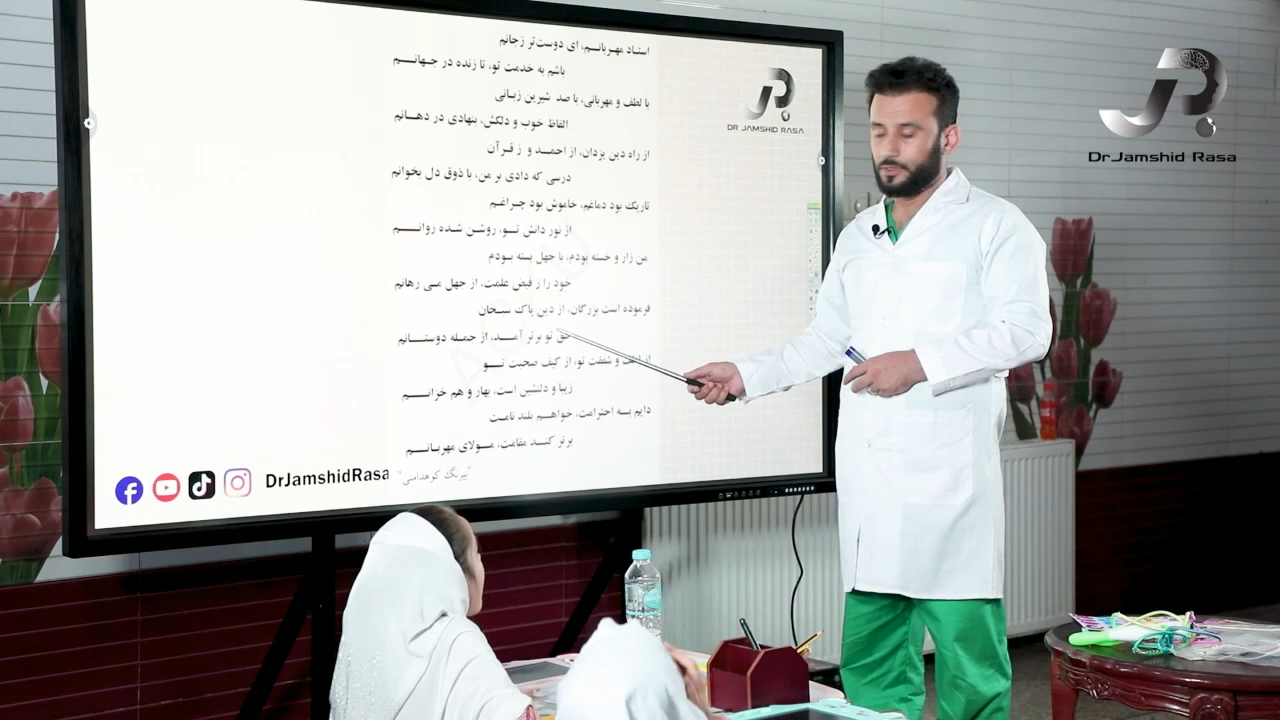 استاد مهربانم، ای دوست‌تر زجانم
باشم به خدمت تو، تا زنده در جهانم
با لطف و مهربانی، با صد شیرین زبانی
الفاظ خوب و دلکش، بنهادی در دهانم
از راه دین یزدان، از احمد و ز قرآن
درسی که دادی بر من، با ذوق دل بخوانم
تاریک بود دماغم، خاموش بود چراغم
از نور دانش تو، روشن شده روانم
من زار و خسته بودم، با جهل بسته بودم
خود را ز فیض علمت، از جهل می رهانم
فرموده است بزرگان، از دین پاک سبحان
حق تو برتر آمد، از جمله دوستانم
و شفقت تو، از کیف صحبت تو
زیبا و دلنشین است، بهار و هم خزانم
دایم به احترامت، خواهم بلند نامت
برتر کند مقامت، مولای مهربانم
"بیرنگ کوهدامنی"
DR JAMSHID RASA
DrJamshidRasa
Dr.Jamshid Rasa